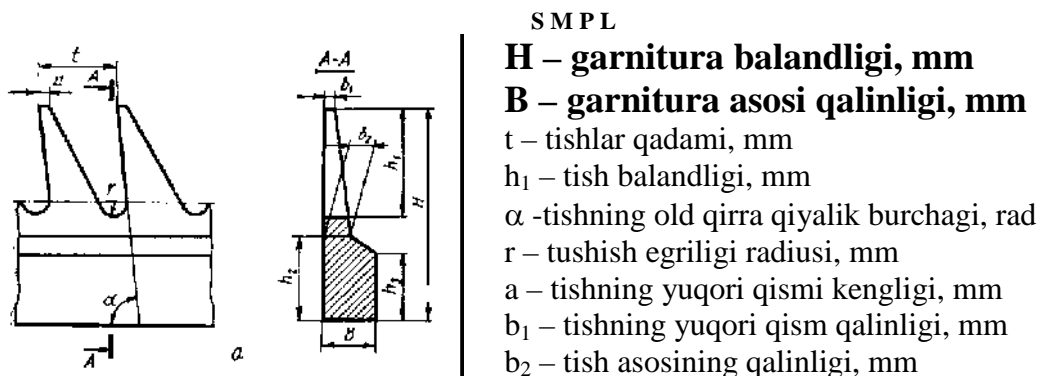 S M P L
H – garnitura balandligi, mm
B – garnitura asosi qalinligi, mm
t – tishlar qadami, mm
h₁ – tish balandligi, mm
α -tishning old qirra qiyalik burchagi, rad
r – tushish egriligi radiusi, mm
a – tishning yuqori qismi kengligi, mm
b₁ – tishning yuqori qism qalinligi, mm
b₂ – tish asosining qalinligi, mm
t
A
a
r
α
A
a
A-A
b₁
b₂
h₁
H
h₂
h₃
B